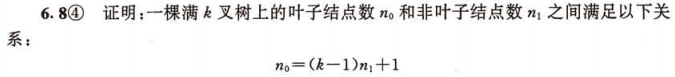 6.8④ 证明：一棵满 k 叉树上的叶子结点数 n₀ 和非叶子结点数 n₁ 之间满足以下关
系：
n₀=(k−1)n₁+1